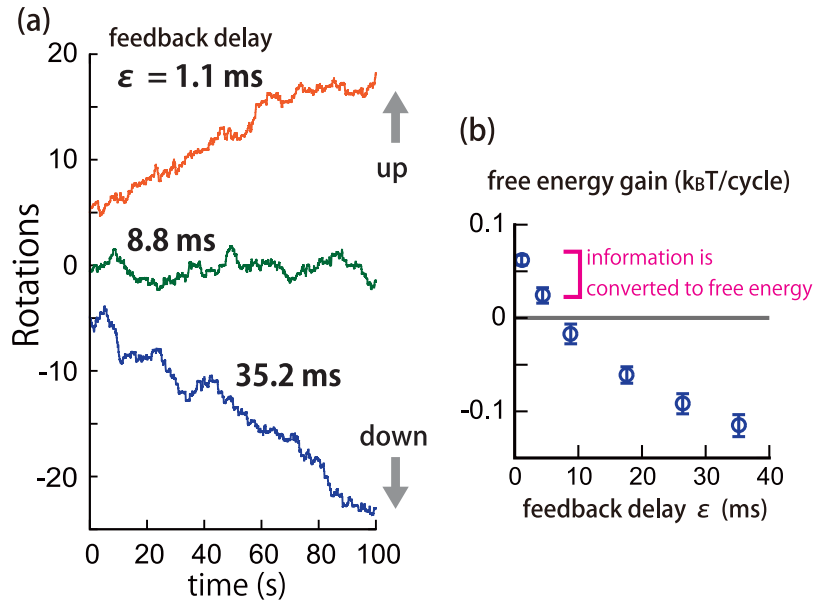 (a)
feedback delay
ε = 1.1 ms
20
10
0
-10
-20
Rotations
up
8.8 ms
35.2 ms
down
0 20 40 60 80 100
time (s)
(b)
free energy gain (kBT/cycle)
0.1
0
-0.1
information is
converted to free energy
0 10 20 30 40
feedback delay ε (ms)